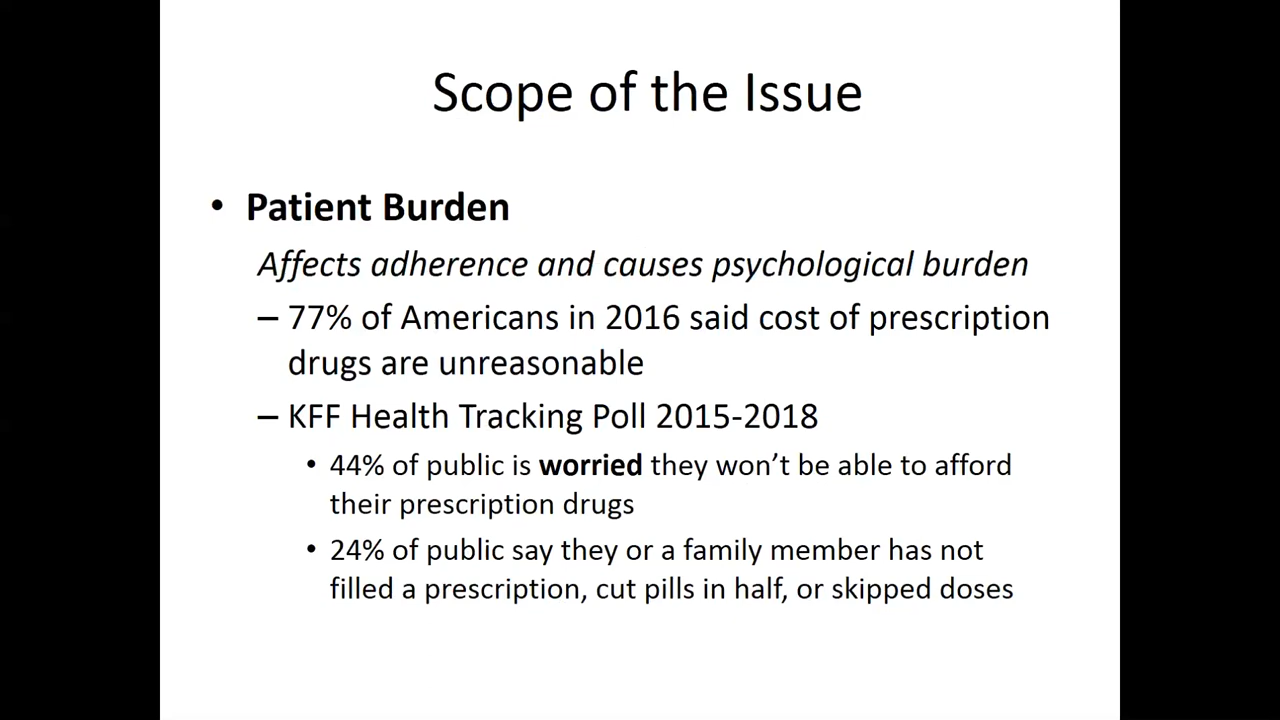 Scope of the Issue
• Patient Burden
Affects adherence and causes psychological burden
– 77% of Americans in 2016 said cost of prescription
drugs are unreasonable
– KFF Health Tracking Poll 2015-2018
• 44% of public is worried they won’t be able to afford
their prescription drugs
• 24% of public say they or a family member has not
filled a prescription, cut pills in half, or skipped doses